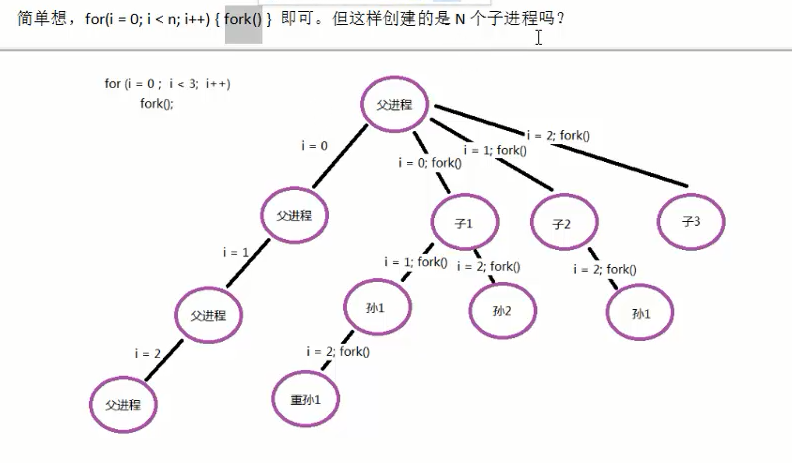 简单想，for(i = 0; i < n; i++) { fork() } 即可。但这样创建的是 N 个子进程吗？
for (i = 0 ; i < 3; i++)
fork();
父进程
i = 0
i = 0; fork()
i = 1; fork()
i = 2; fork()
父进程
子1
子2
子3
i = 1
i = 1; fork()
i = 2; fork()
i = 2; fork()
父进程
孙1
孙2
孙1
i = 2
i = 2; fork()
父进程
重孙1